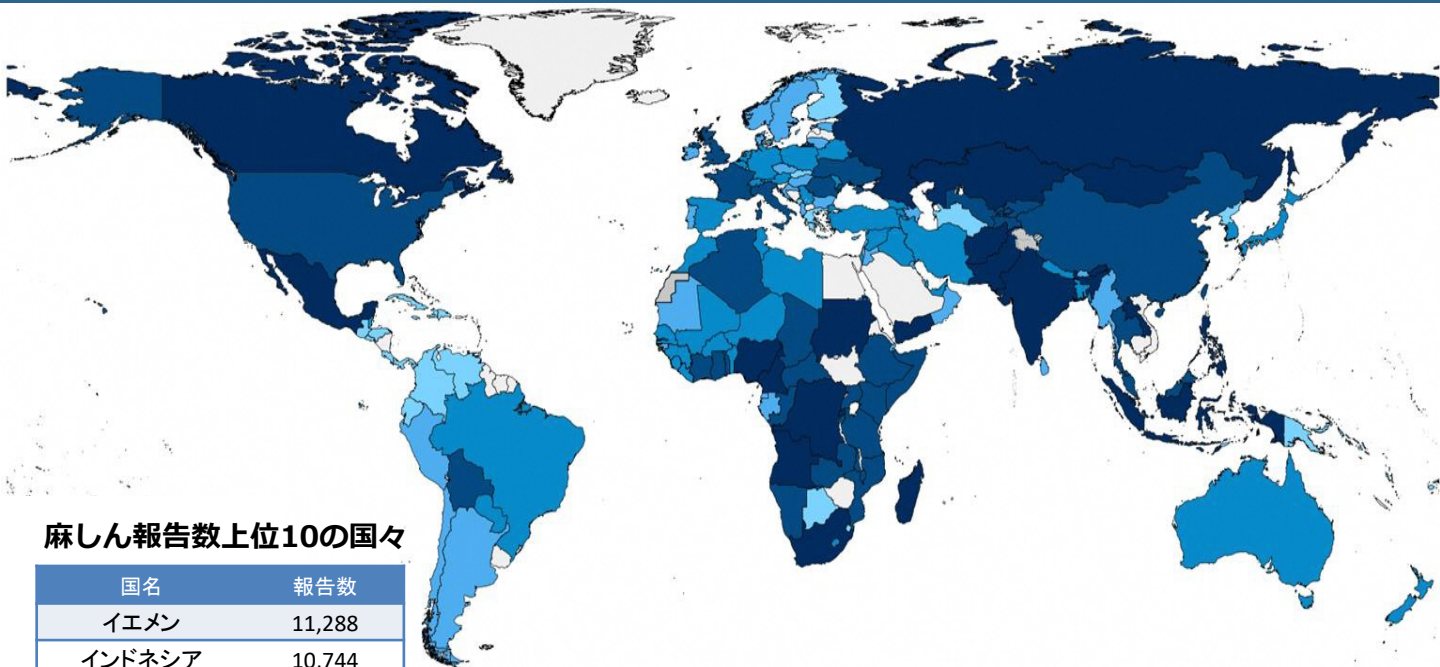 麻しん報告数上位10の国々
国名 報告数
イエメン 11,288
インドネシア 10,744